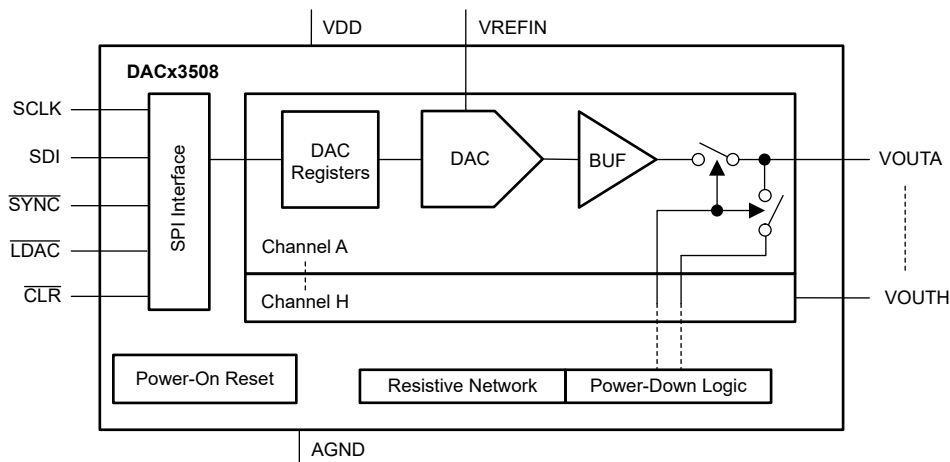 VDD
VREFIN
DACx3508
SCLK
SDI
SYNC
LDAC
CLR
SPI Interface
DAC
Registers
DAC
BUF
VOUTA
Channel A
Channel H
VOUTH
Power-On Reset
Resistive Network
Power-Down Logic
AGND